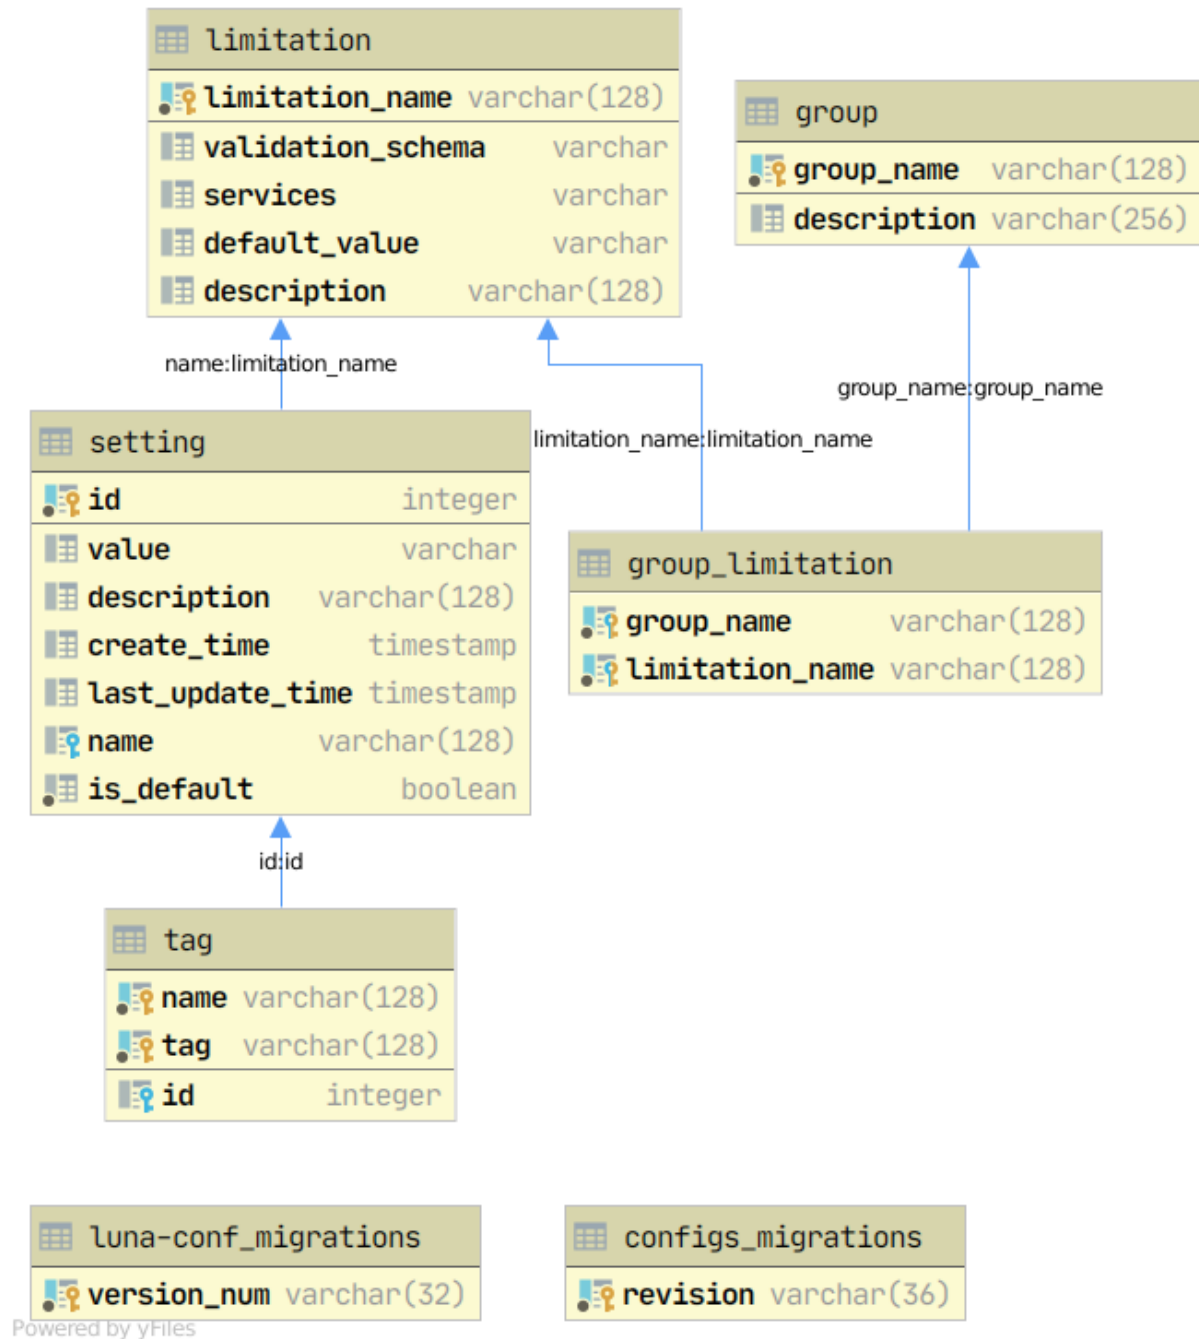 limitation
limitation_name varchar(128)
validation_schema varchar
services varchar
default_value varchar
description varchar(128)
group
group_name varchar(128)
description varchar(256)
name:limitation_name
group_name:group_name
limitation_name:limitation_name
setting
id integer
value varchar
description varchar(128)
create_time timestamp
last_update_time timestamp
name varchar(128)
is_default boolean
group_limitation
group_name varchar(128)
limitation_name varchar(128)
id:id
tag
name varchar(128)
tag varchar(128)
id integer
luna-conf_migrations
version_num varchar(32)
configs_migrations
revision varchar(36)
Powered by yFiles